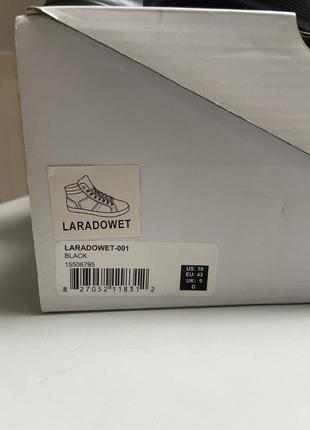 LARADOWET
LARADOWET-001
BLACK
15506795
8 27052 11831 2
US: 10
EU: 43
UK: 9
D